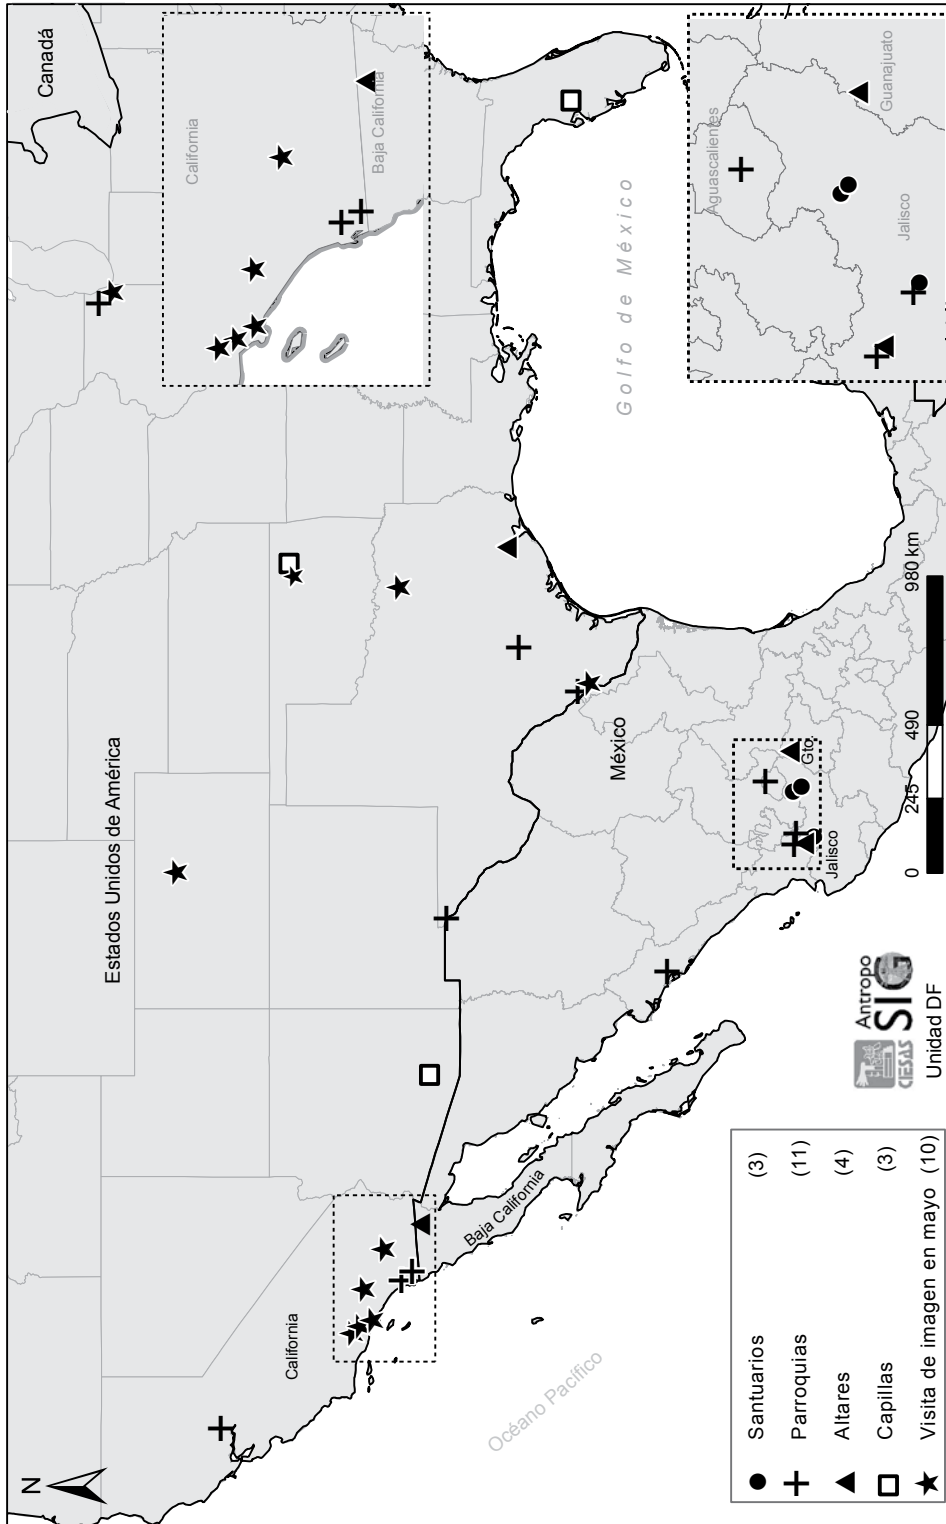 N
Estados Unidos de América
Canadá
California
California
Baja California
Baja California
Océano Pacífico
México
Golfo de México
Jalisco
Gto.
Aguascalientes
Guanajuato
Jalisco
Santuarios (3)
Parroquias (11)
Altares (4)
Capillas (3)
Visita de imagen en mayo (10)
CIESAS
Antropo
SIG
Unidad DF
0 245 490 980 km